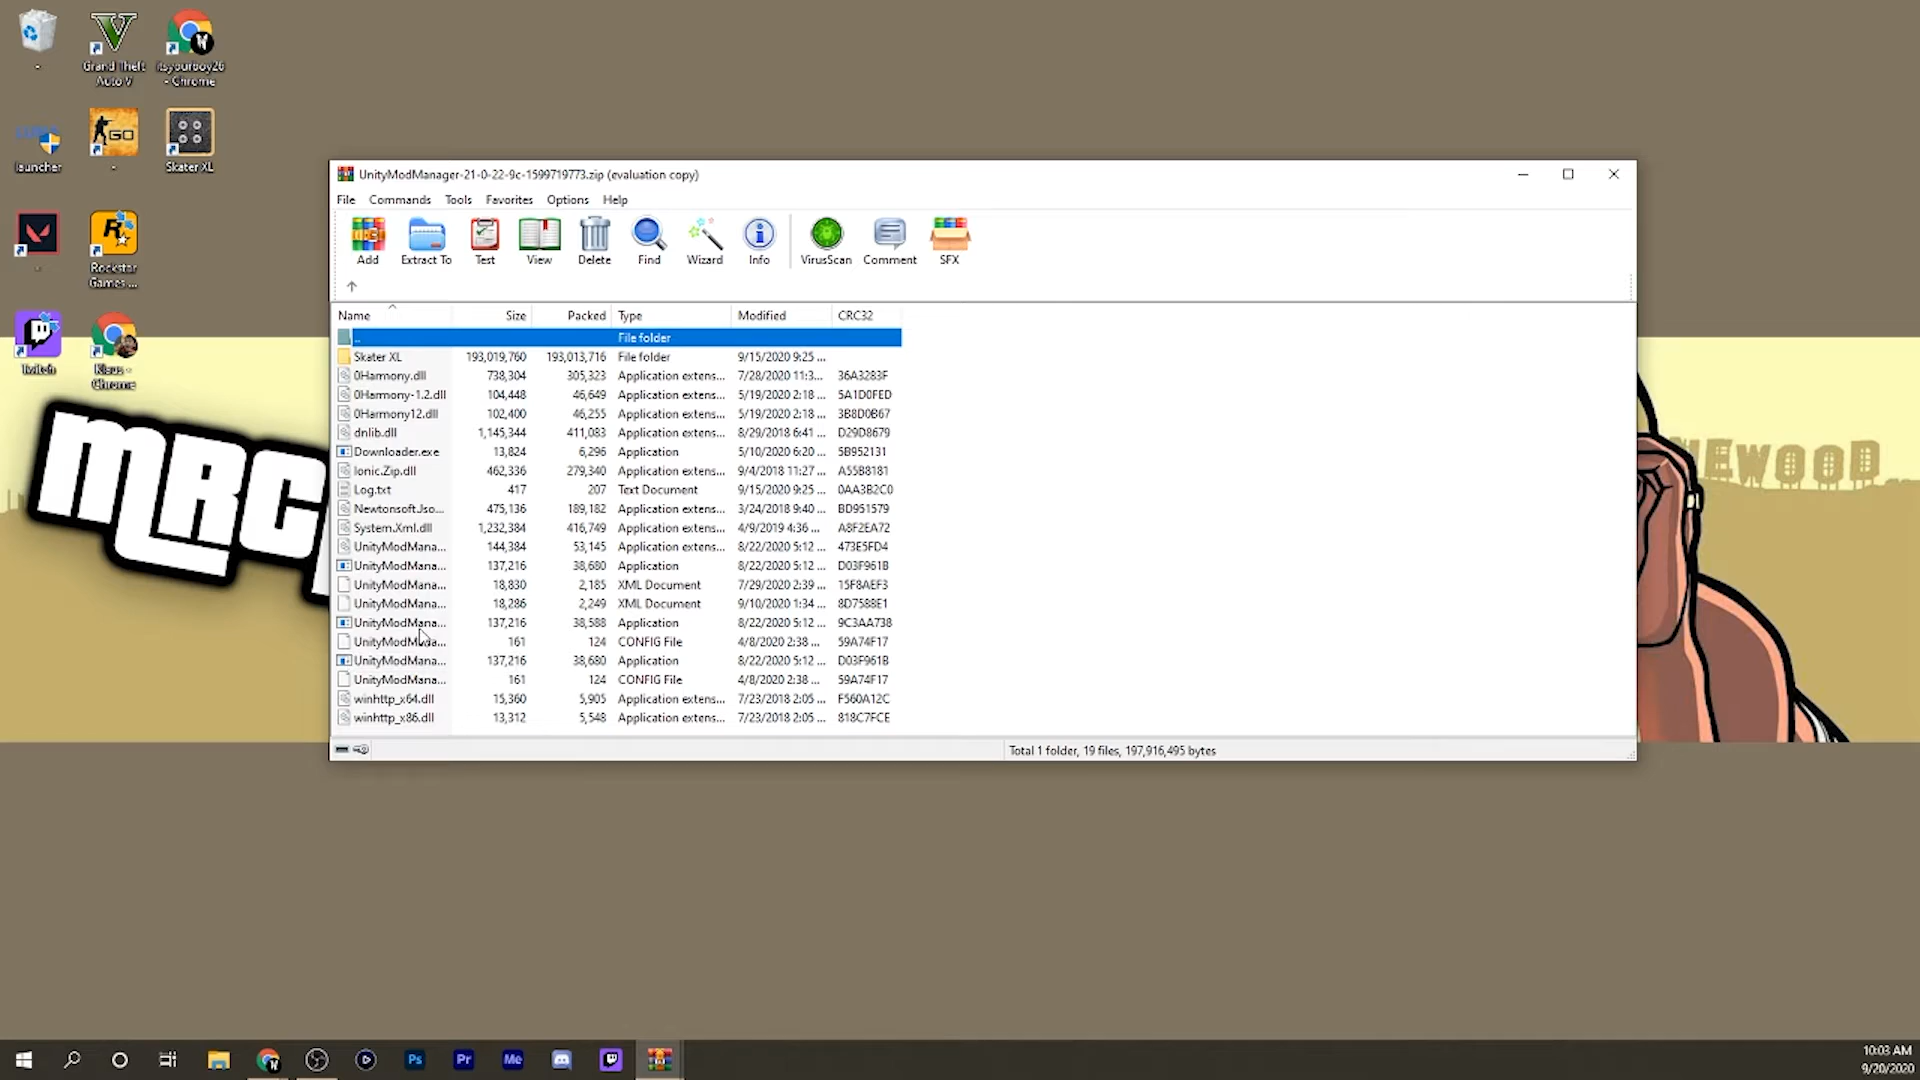 Grand Theft
Auto V
itsyourboy26
- Chrome
launcher
GO
Skater XL
Rockstar
Games ...
Twitch
Klaus -
Chrome
MRC
EWOOD
UnityModManager-21-0-22-9c-1599719773.zip (evaluation copy)
File Commands Tools Favorites Options Help
Add Extract To Test View Delete Find Wizard Info VirusScan Comment SFX
Name Size Packed Type Modified CRC32
.. File folder
Skater XL 193,019,760 193,013,716 File folder 9/15/2020 9:25 ...
0Harmony.dll 738,304 305,323 Application extens... 7/28/2020 11:3... 36A3283F
0Harmony-1.2.dll 104,448 46,649 Application extens... 5/19/2020 2:18 ... 5A1D0FED
0Harmony12.dll 102,400 46,255 Application extens... 5/19/2020 2:18 ... 3B8D0B67
dnlib.dll 1,145,344 411,083 Application extens... 8/29/2018 6:41 ... D29D8679
Downloader.exe 13,824 6,296 Application 5/10/2020 6:20 ... 5B952131
Ionic.Zip.dll 462,336 279,340 Application extens... 9/4/2018 11:27 ... A55B8181
Log.txt 417 207 Text Document 9/15/2020 9:25 ... 0AA3B2C0
Newtonsoft.Jso... 475,136 189,182 Application extens... 3/24/2018 9:40 ... BD951579
System.Xml.dll 1,232,384 416,749 Application extens... 4/9/2019 4:36 ... A8F2EA72
UnityModMana... 144,384 53,145 Application extens... 8/22/2020 5:12 ... 473E5FD4
UnityModMana... 137,216 38,680 Application 8/22/2020 5:12 ... D03F961B
UnityModMana... 18,830 2,185 XML Document 7/29/2020 2:39 ... 15F8AEF3
UnityModMana... 18,286 2,249 XML Document 9/10/2020 1:34 ... 8D7588E1
UnityModMana... 137,216 38,588 Application 8/22/2020 5:12 ... 9C3AA738
UnityModMana... 161 124 CONFIG File 4/8/2020 2:38 ... 59A74F17
UnityModMana... 137,216 38,680 Application 8/22/2020 5:12 ... D03F961B
UnityModMana... 161 124 CONFIG File 4/8/2020 2:38 ... 59A74F17
winhttp_x64.dll 15,360 5,905 Application extens... 7/23/2018 2:05 ... F560A12C
winhttp_x86.dll 13,312 5,548 Application extens... 7/23/2018 2:05 ... 818C7FCE
Total 1 folder, 19 files, 197,916,495 bytes
Ps Pr Me
10:03 AM
9/20/2020